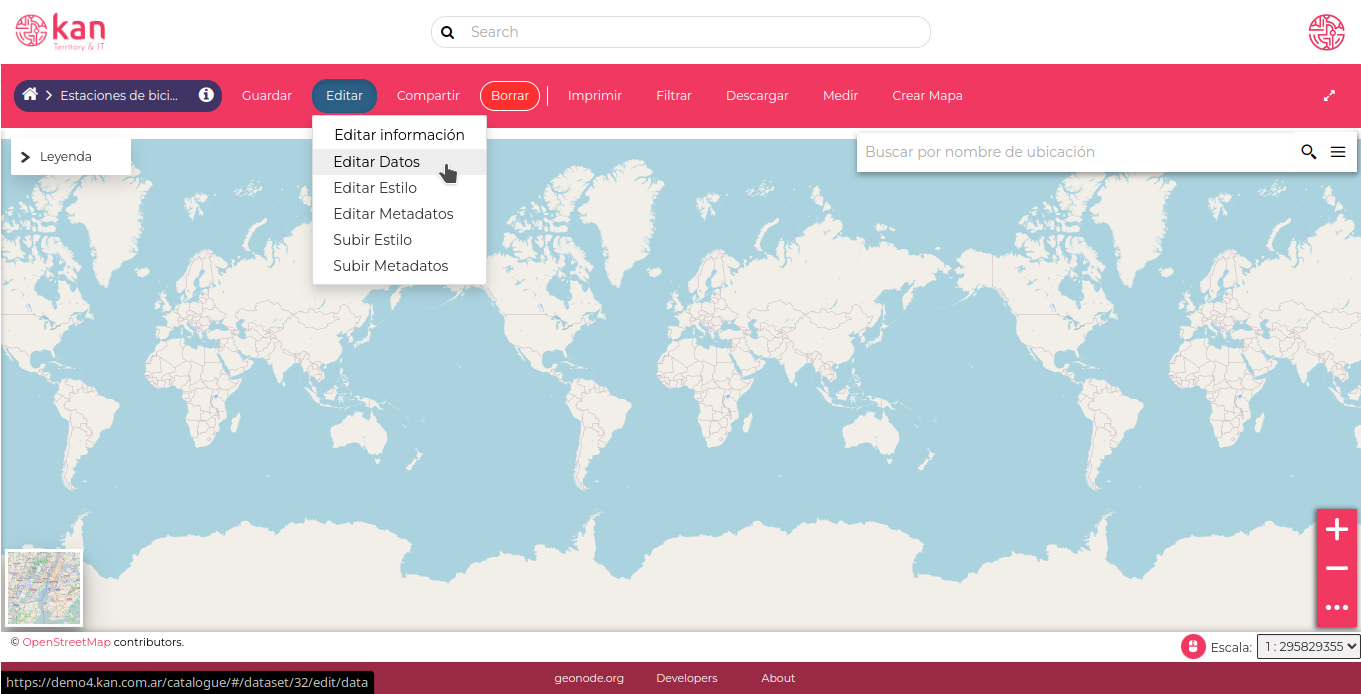 kan
Territory & IT
Search
Estaciones de bici...
Guardar
Editar
Compartir
Borrar
Imprimir
Filtrar
Descargar
Medir
Crear Mapa
Editar información
Editar Datos
Editar Estilo
Editar Metadatos
Subir Estilo
Subir Metadatos
Leyenda
Buscar por nombre de ubicación
© OpenStreetMap contributors.
Escala: 1 : 295829355
https://demo4.kan.com.ar/catalogue/#/dataset/32/edit/data
geonode.org
Developers
About